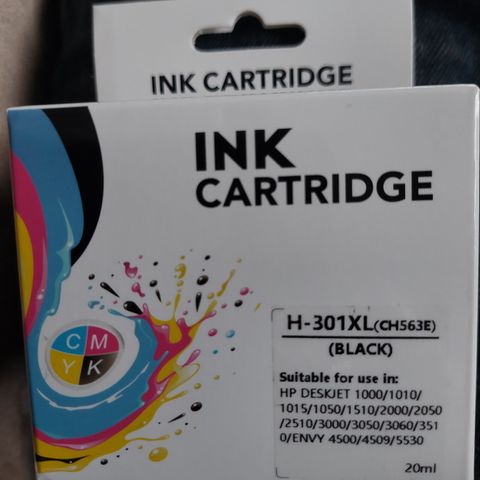 INK CARTRIDGE
INK
CARTRIDGE
C M
Y K
H-301XL(CH563E)
(BLACK)
Suitable for use in:
HP DESKJET 1000/1010/
1015/1050/1510/2000/2050
/2510/3000/3050/3060/351
0/ENVY 4500/4509/5530
20ml